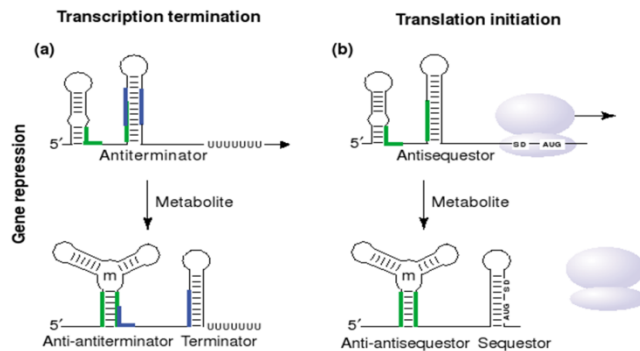 Transcription termination
Translation initiation
(a)
(b)
Gene repression
5′
UUUUUUU
Antiterminator
5′
SD
AUG
Antisequestor
Metabolite
Metabolite
m
m
5′
UUUUUUU
Anti-antiterminator
Terminator
5′
AUG
SD
Anti-antisequestor
Sequestor